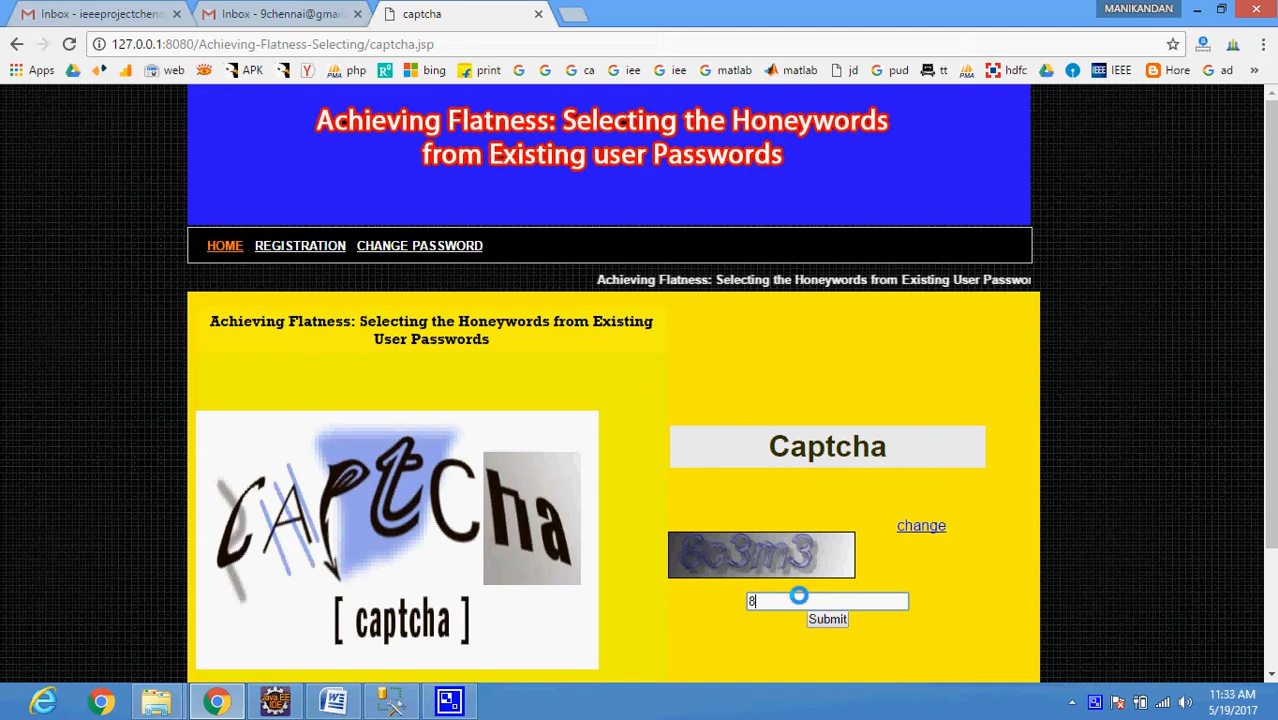 MANIKANDAN
Inbox - ieeeprojectchenn
Inbox - 9chennai@gmai
captcha
127.0.0.1:8080/Achieving-Flatness-Selecting/captcha.jsp
Apps web APK php bing print ca iee iee matlab matlab jd pud tt hdfc IEEE Hore ad
Achieving Flatness: Selecting the Honeywords
from Existing user Passwords
HOME REGISTRATION CHANGE PASSWORD
Achieving Flatness: Selecting the Honeywords from Existing User Passwor
Achieving Flatness: Selecting the Honeywords from Existing
User Passwords
CAPtCha
[ captcha ]
Captcha
change
8
Submit
11:33 AM
5/19/2017